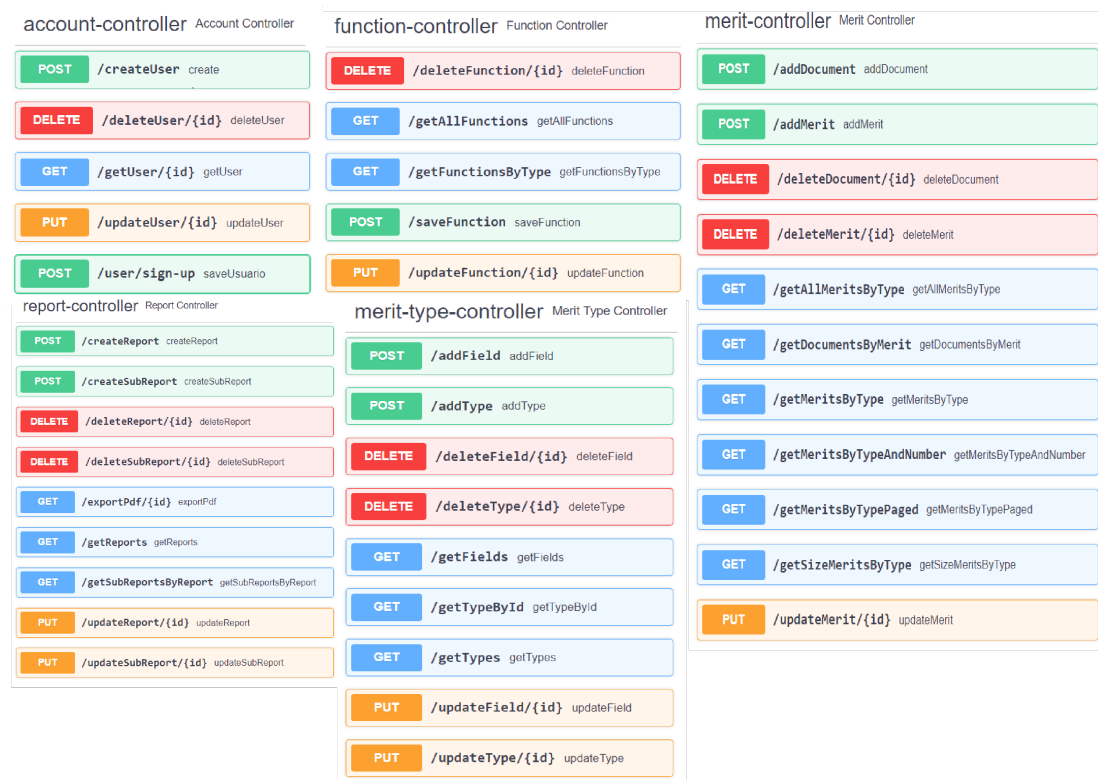 account-controller Account Controller
POST /createUser create
DELETE /deleteUser/{id} deleteUser
GET /getUser/{id} getUser
PUT /updateUser/{id} updateUser
POST /user/sign-up saveUsuario
report-controller Report Controller
POST /createReport createReport
POST /createSubReport createSubReport
DELETE /deleteReport/{id} deleteReport
DELETE /deleteSubReport/{id} deleteSubReport
GET /exportPdf/{id} exportPdf
GET /getReports getReports
GET /getSubReportsByReport getSubReportsByReport
PUT /updateReport/{id} updateReport
PUT /updateSubReport/{id} updateSubReport
function-controller Function Controller
DELETE /deleteFunction/{id} deleteFunction
GET /getAllFunctions getAllFunctions
GET /getFunctionsByType getFunctionsByType
POST /saveFunction saveFunction
PUT /updateFunction/{id} updateFunction
merit-type-controller Merit Type Controller
POST /addField addField
POST /addType addType
DELETE /deleteField/{id} deleteField
DELETE /deleteType/{id} deleteType
GET /getFields getFields
GET /getTypeById getTypeById
GET /getTypes getTypes
PUT /updateField/{id} updateField
PUT /updateType/{id} updateType
merit-controller Merit Controller
POST /addDocument addDocument
POST /addMerit addMerit
DELETE /deleteDocument/{id} deleteDocument
DELETE /deleteMerit/{id} deleteMerit
GET /getAllMeritsByType getAllMeritsByType
GET /getDocumentsByMerit getDocumentsByMerit
GET /getMeritsByType getMeritsByType
GET /getMeritsByTypeAndNumber getMeritsByTypeAndNumber
GET /getMeritsByTypePaged getMeritsByTypePaged
GET /getSizeMeritsByType getSizeMeritsByType
PUT /updateMerit/{id} updateMerit